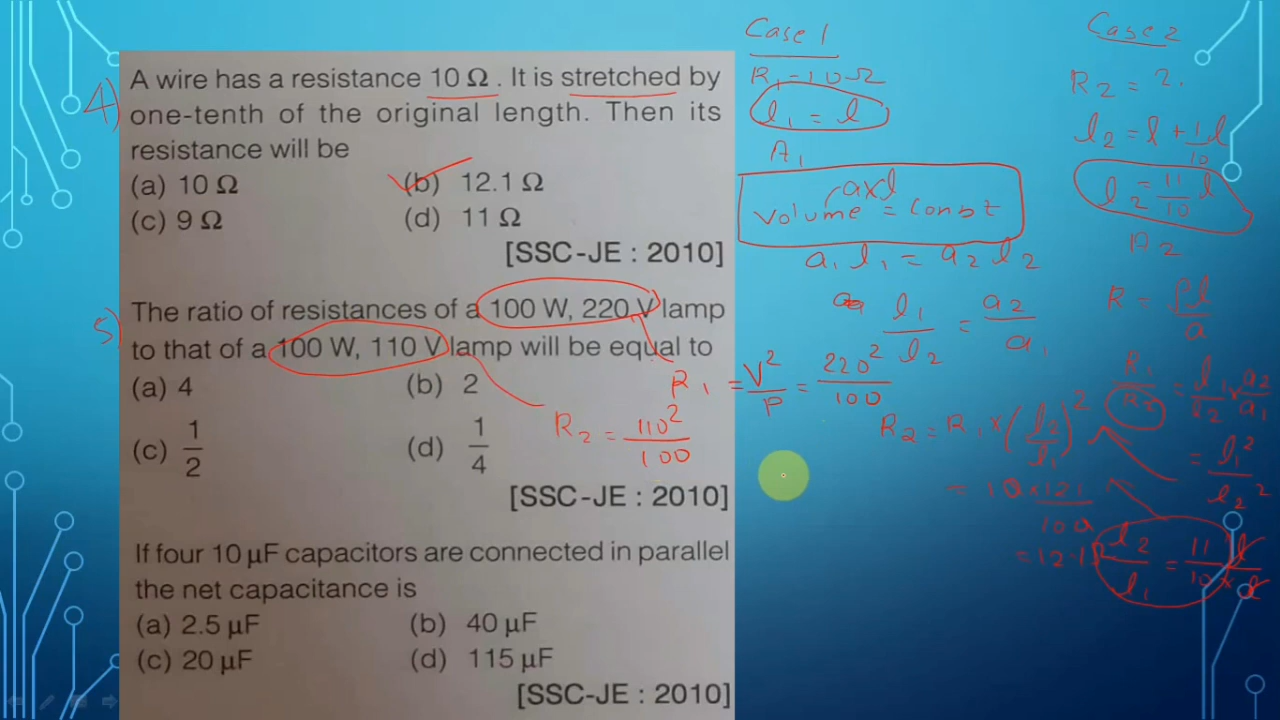 4)
A wire has a resistance 10 Ω. It is stretched by
one-tenth of the original length. Then its
resistance will be
(a) 10 Ω (b) 12.1 Ω
(c) 9 Ω (d) 11 Ω
[SSC-JE : 2010]
5)
The ratio of resistances of a 100 W, 220 V lamp
to that of a 100 W, 110 V lamp will be equal to
(a) 4 (b) 2
(c) 1/2 (d) 1/4
[SSC-JE : 2010]
If four 10 µF capacitors are connected in parallel
the net capacitance is
(a) 2.5 µF (b) 40 µF
(c) 20 µF (d) 115 µF
[SSC-JE : 2010]
R1 = V²/P = 220²/100
R2 = 110²/100
Case 1
R1 = 10 Ω
l1 = l
A1
a×l
Volume = Const
a1 l1 = a2 l2
l1/l2 = a2/a1
R2 = R1 × (l2/l1)²
= 10 × 121/100
= 12.1 Ω
Case 2
R2 = ?
l2 = l + 1/10 l
l2 = 11/10 l
A2
R = ρl/a
R1/R2 = l1/l2 × a2/a1
= l1²/l2²
l2/l1 = 11/10 × l/l